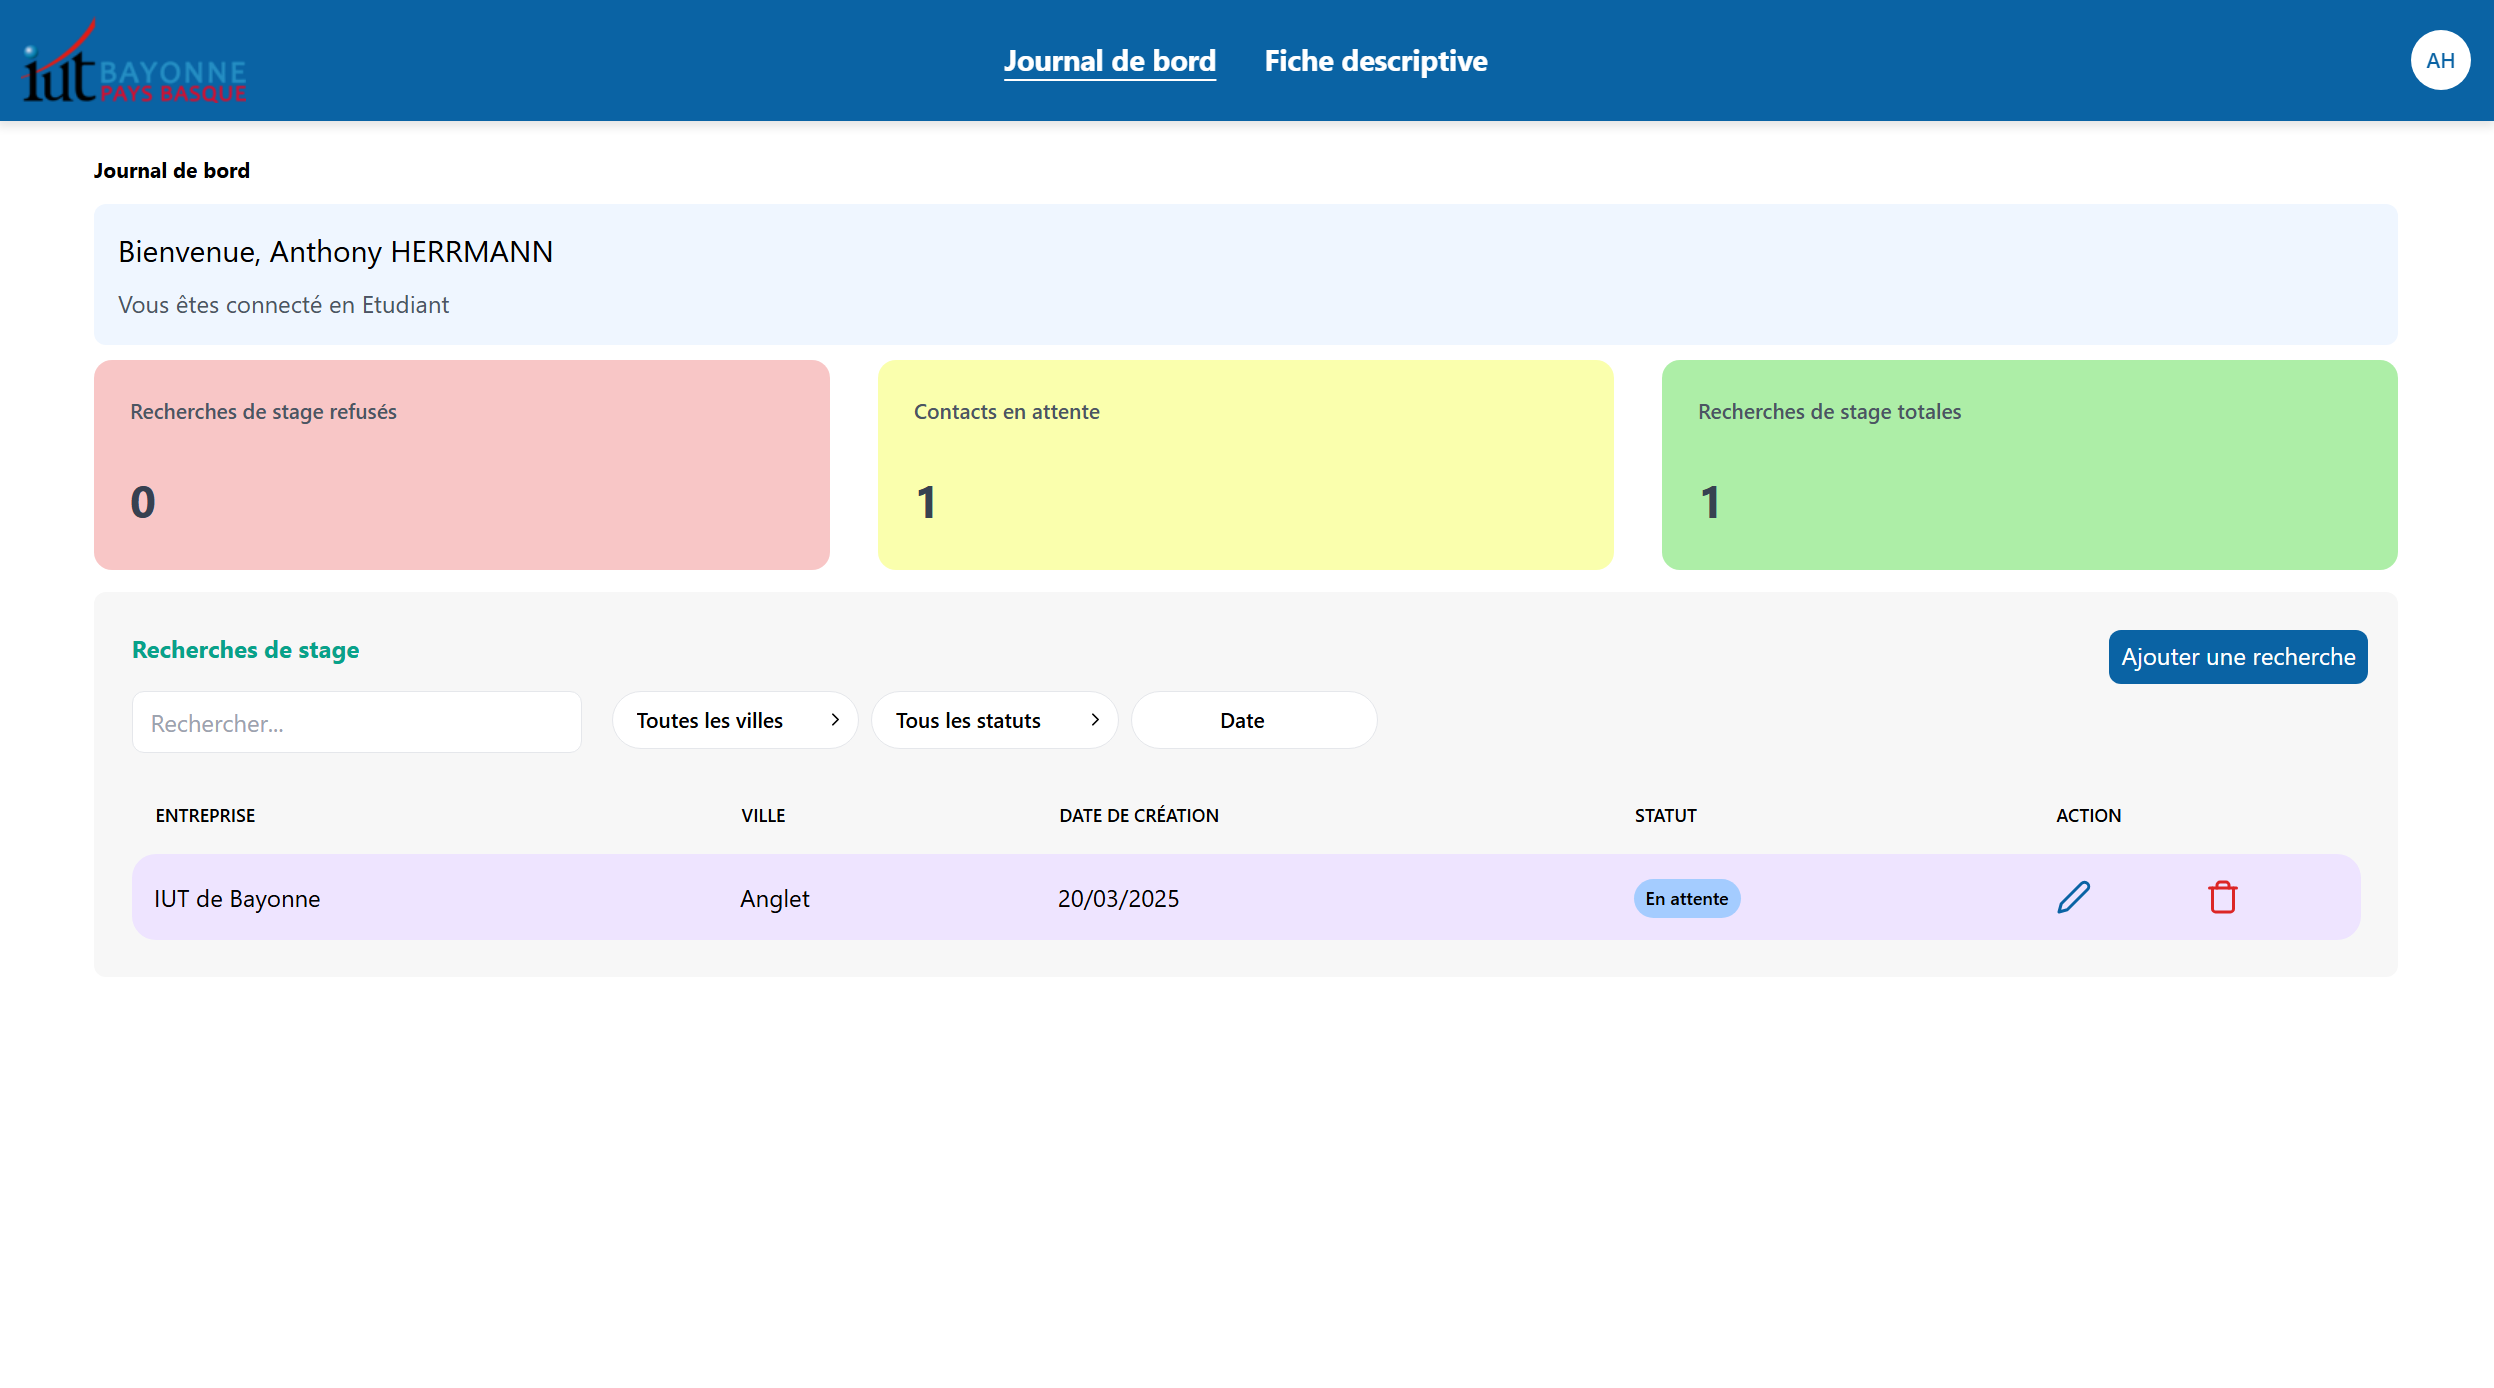 iut BAYONNE
PAYS BASQUE
Journal de bord Fiche descriptive
AH
Journal de bord
Bienvenue, Anthony HERRMANN
Vous êtes connecté en Etudiant
Recherches de stage refusés
0
Contacts en attente
1
Recherches de stage totales
1
Recherches de stage
Ajouter une recherche
Rechercher...
Toutes les villes
Tous les statuts
Date
ENTREPRISE VILLE DATE DE CRÉATION STATUT ACTION
IUT de Bayonne Anglet 20/03/2025 En attente